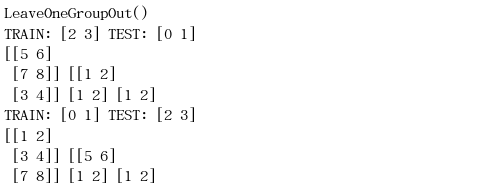 LeaveOneGroupOut()
TRAIN: [2 3] TEST: [0 1]
[[5 6]
 [7 8]] [[1 2]
 [3 4]] [1 2] [1 2]
TRAIN: [0 1] TEST: [2 3]
[[1 2]
 [3 4]] [[5 6]
 [7 8]] [1 2] [1 2]